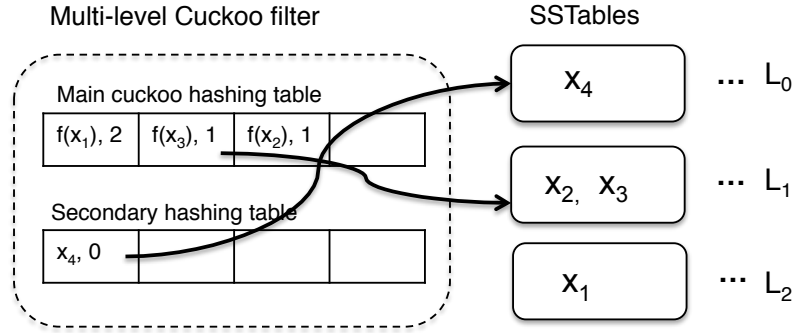 Multi-level Cuckoo filter
SSTables
Main cuckoo hashing table
f(x₁), 2 f(x₃), 1 f(x₂), 1
Secondary hashing table
x₄, 0
x₄ ... L₀
x₂, x₃ ... L₁
x₁ ... L₂